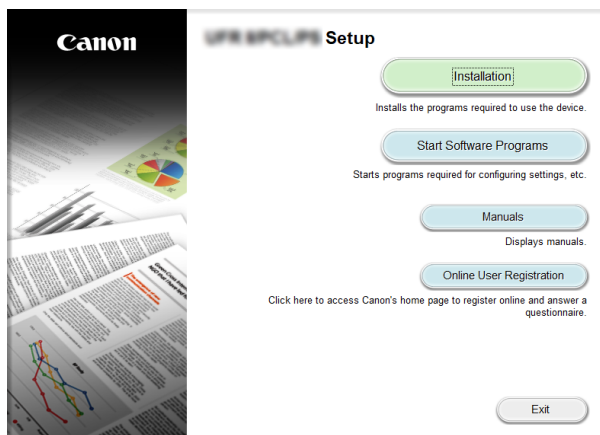 Canon
Setup
Installation
Installs the programs required to use the device.
Start Software Programs
Starts programs required for configuring settings, etc.
Manuals
Displays manuals.
Online User Registration
Click here to access Canon's home page to register online and answer a
questionnaire.
Exit